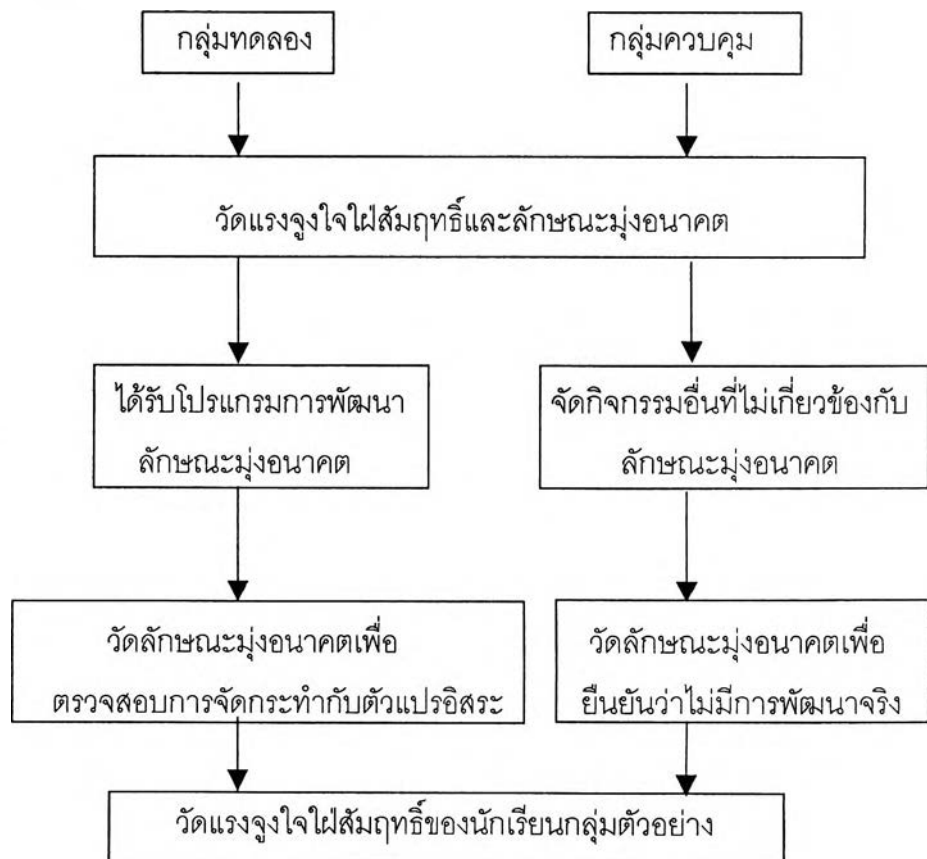 กลุ่มทดลอง
กลุ่มควบคุม
วัดแรงจูงใจใฝ่สัมฤทธิ์และลักษณะมุ่งอนาคต
ได้รับโปรแกรมการพัฒนา
ลักษณะมุ่งอนาคต
จัดกิจกรรมอื่นที่ไม่เกี่ยวข้องกับ
ลักษณะมุ่งอนาคต
วัดลักษณะมุ่งอนาคตเพื่อ
ตรวจสอบการจัดกระทำกับตัวแปรอิสระ
วัดลักษณะมุ่งอนาคตเพื่อ
ยืนยันว่าไม่มีการพัฒนาจริง
วัดแรงจูงใจใฝ่สัมฤทธิ์ของนักเรียนกลุ่มตัวอย่าง